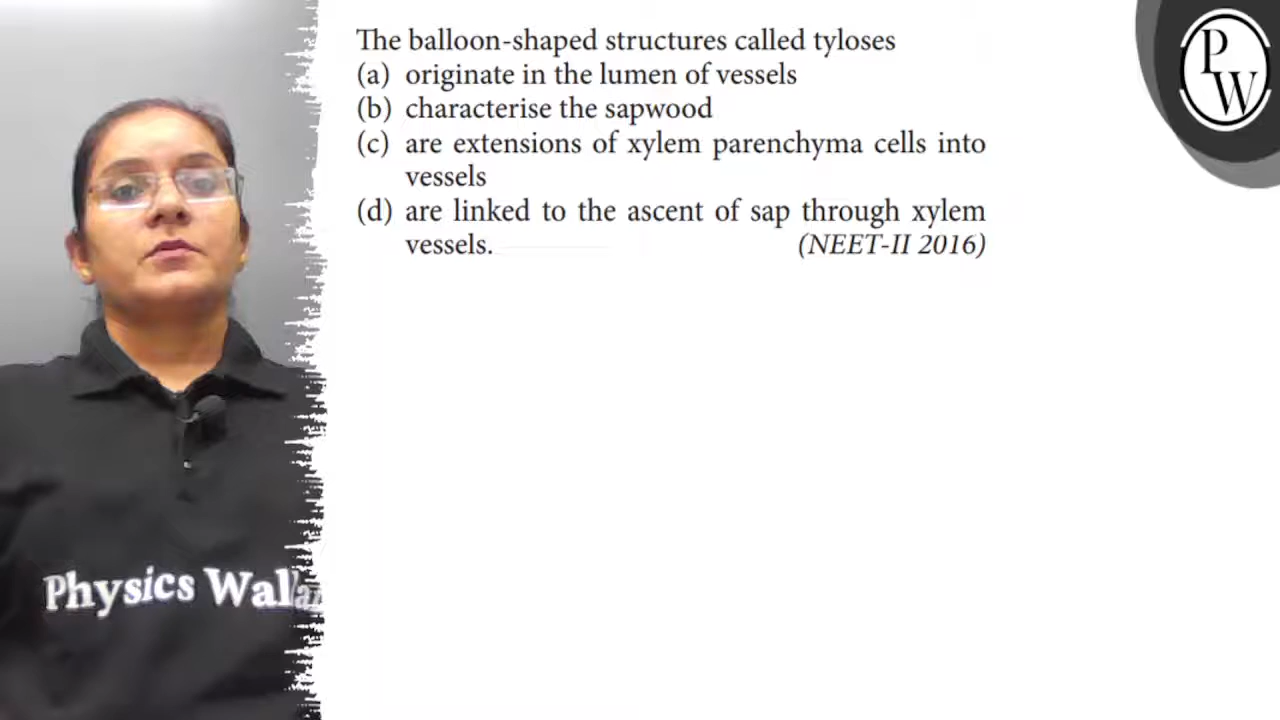 The balloon-shaped structures called tyloses
(a) originate in the lumen of vessels
(b) characterise the sapwood
(c) are extensions of xylem parenchyma cells into
vessels
(d) are linked to the ascent of sap through xylem
vessels. (NEET-II 2016)
P
W
Physics Walla